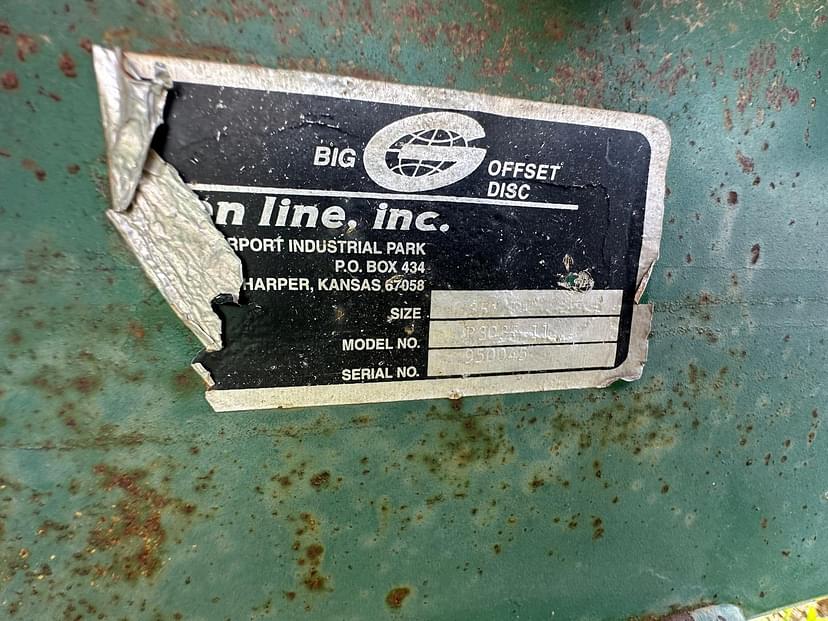 BIG G OFFSET
DISC
n line, inc.
RPORT INDUSTRIAL PARK
P.O. BOX 434
HARPER, KANSAS 67058
SIZE
MODEL NO.
SERIAL NO. 950045